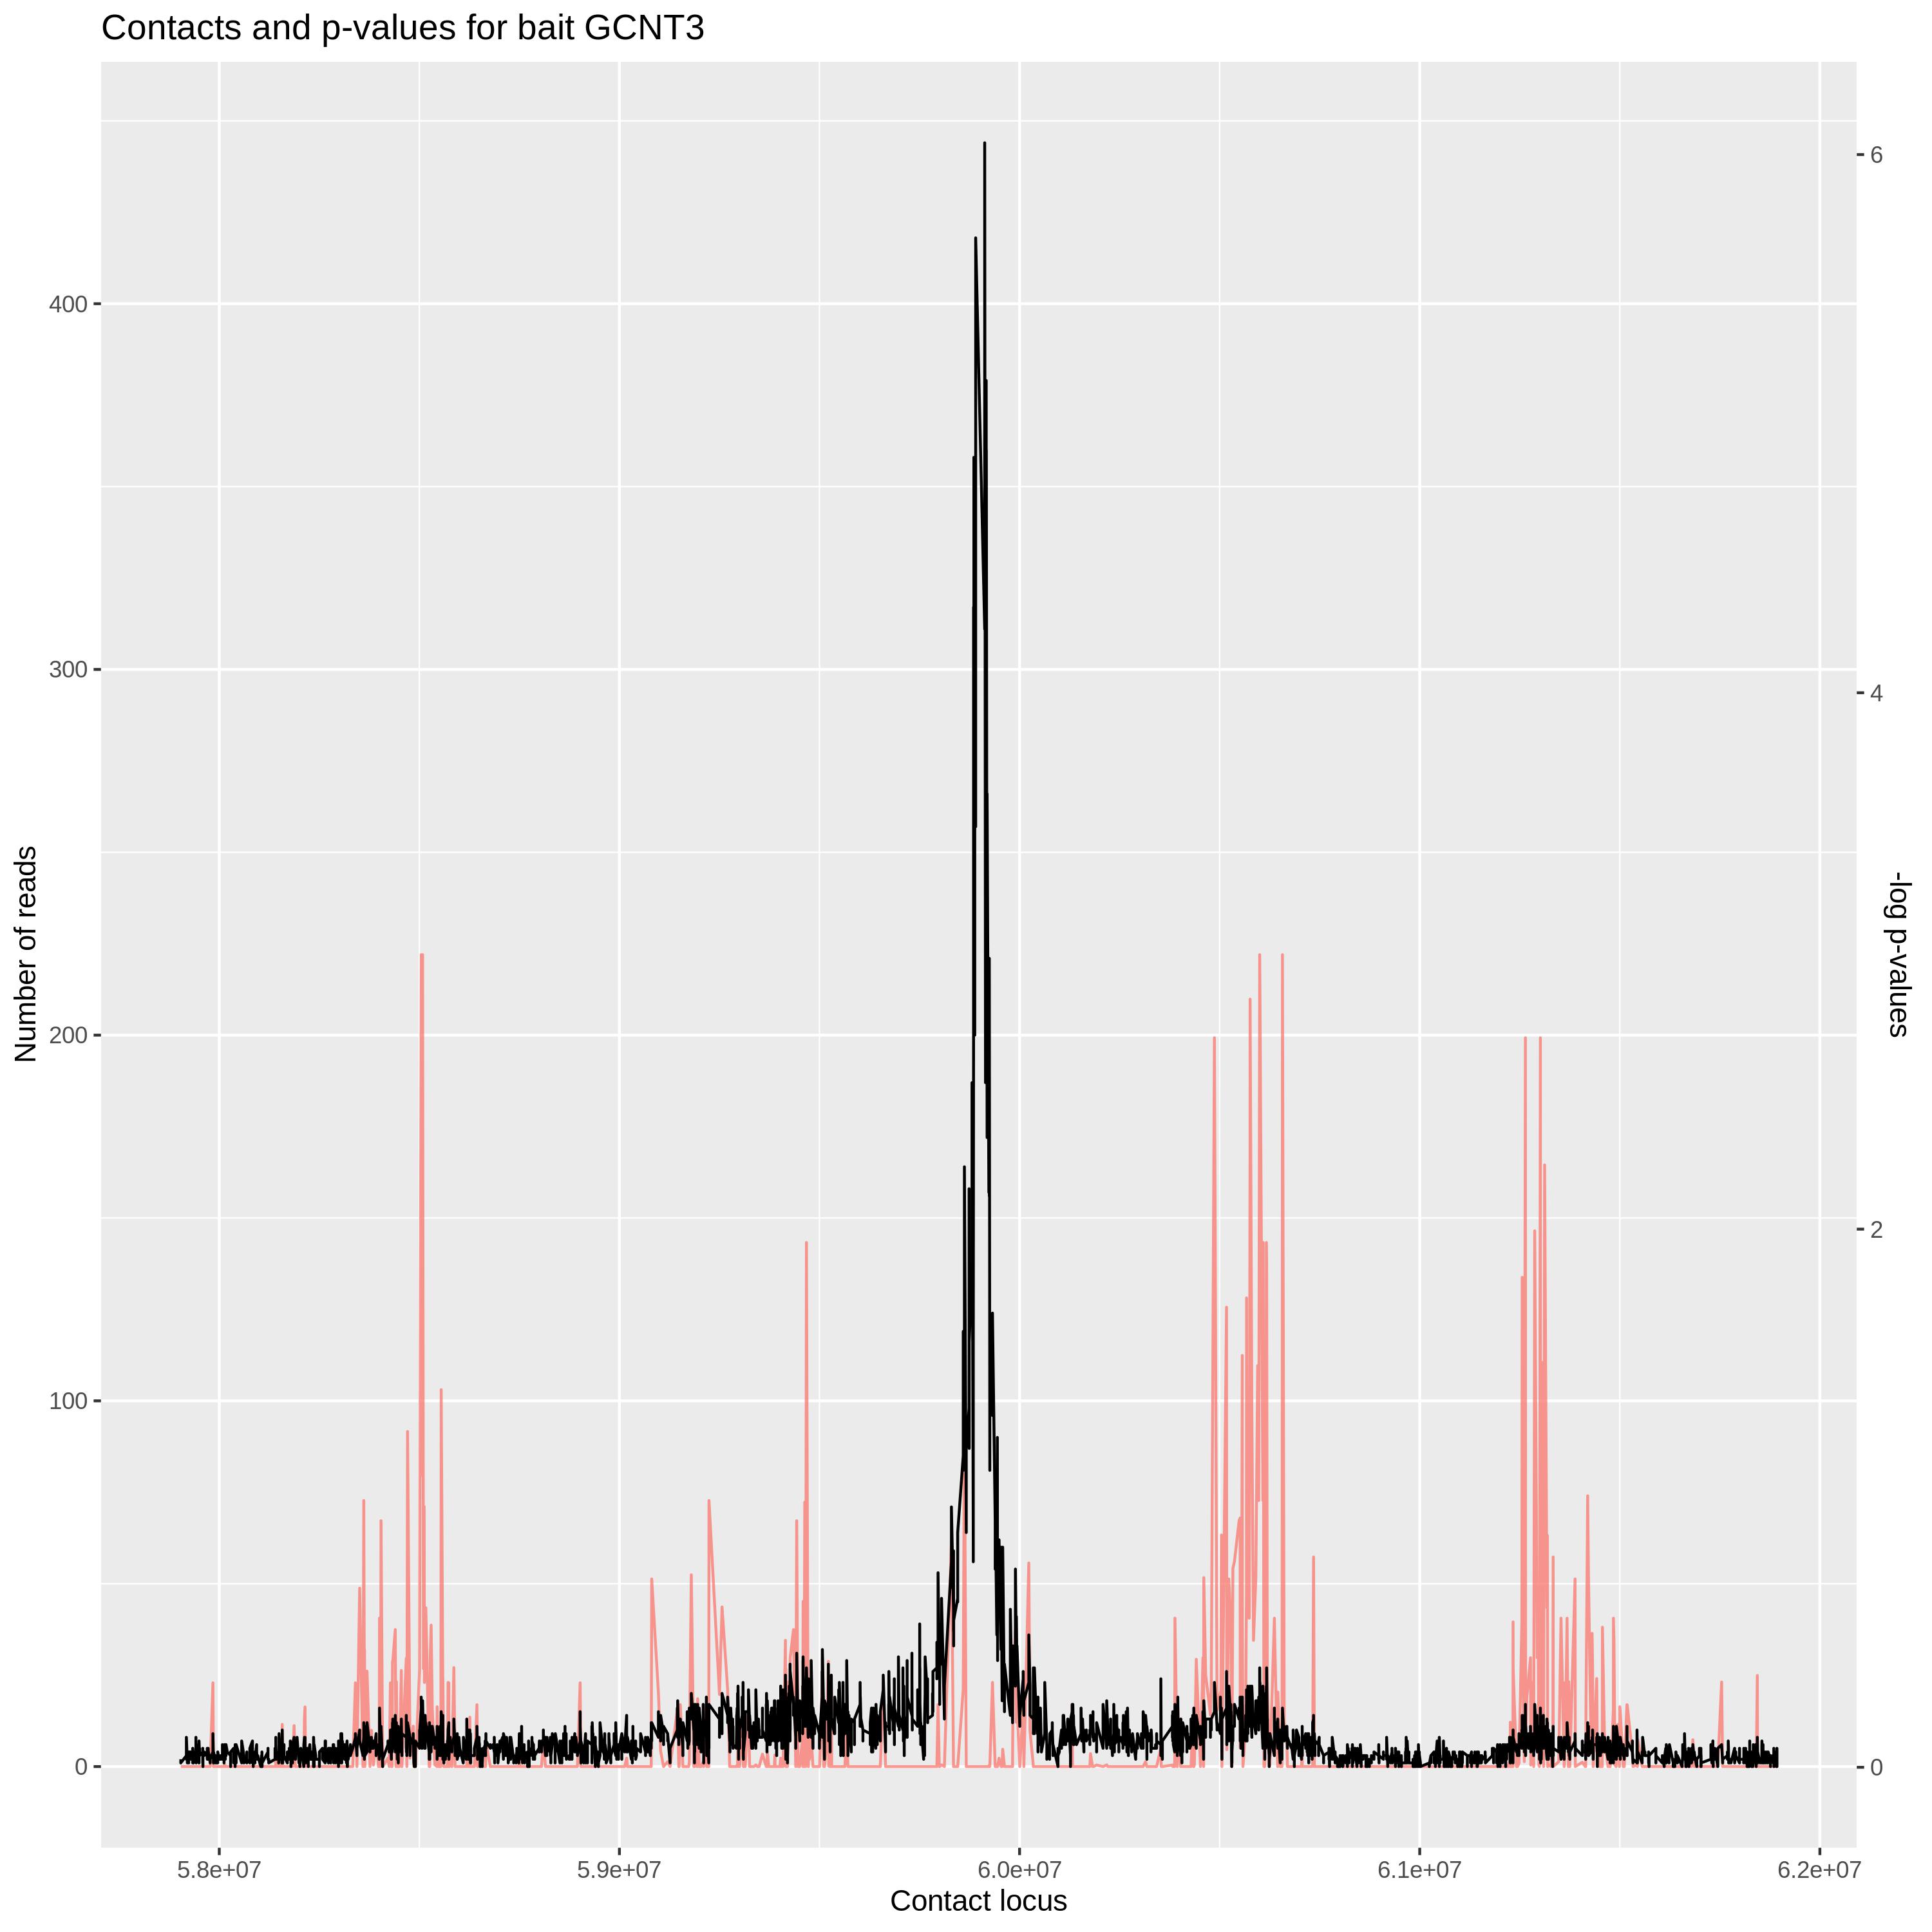 Contacts and p-values for bait GCNT3
Number of reads
400
300
200
100
0
6
4
2
0
-log p-values
5.8e+07
5.9e+07
6.0e+07
6.1e+07
6.2e+07
Contact locus